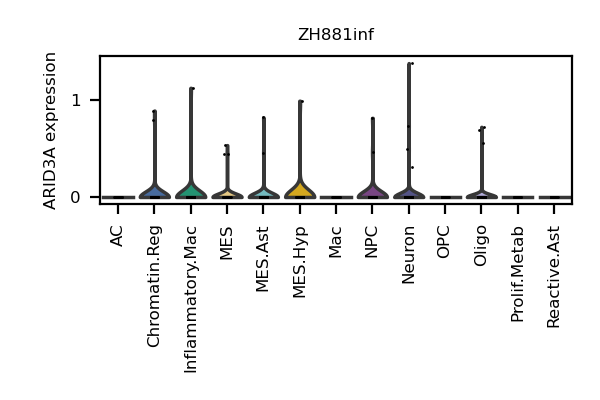 ZH881inf
ARID3A expression
1
0
AC
Chromatin.Reg
Inflammatory.Mac
MES
MES.Ast
MES.Hyp
Mac
NPC
Neuron
OPC
Oligo
Prolif.Metab
Reactive.Ast